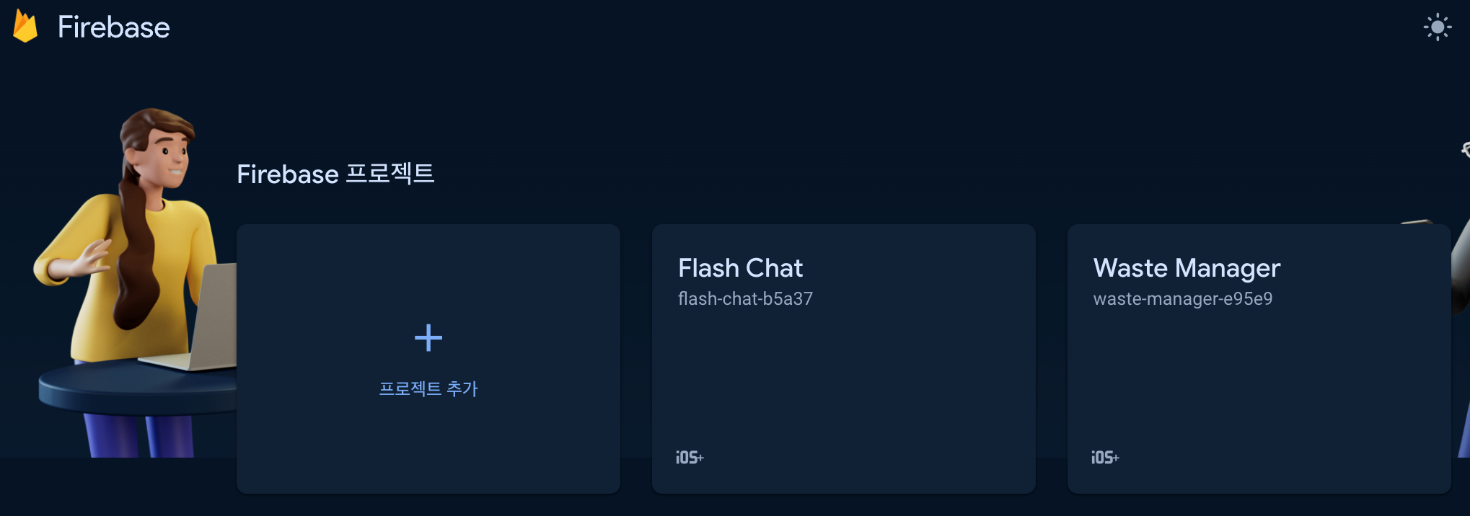 Firebase
Firebase 프로젝트
프로젝트 추가
Flash Chat
flash-chat-b5a37
iOS+
Waste Manager
waste-manager-e95e9
iOS+